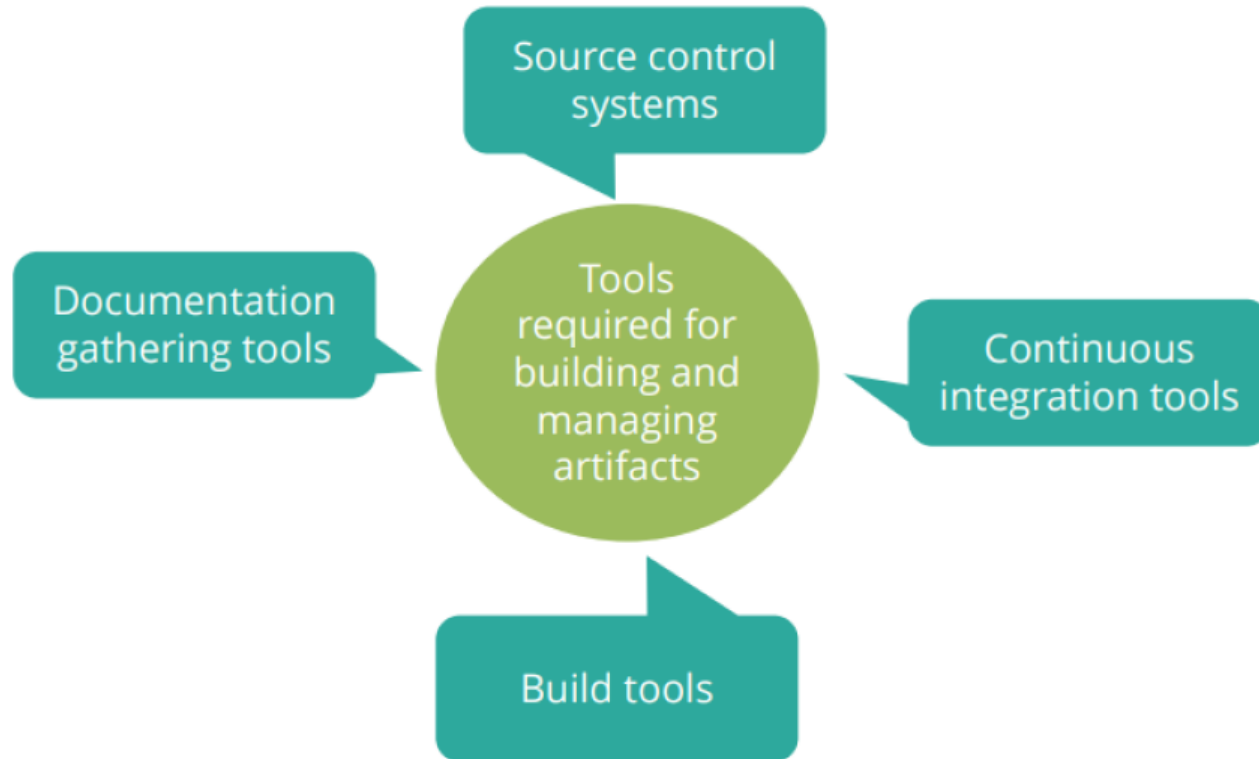 Source control
systems
Documentation
gathering tools
Tools
required for
building and
managing
artifacts
Continuous
integration tools
Build tools